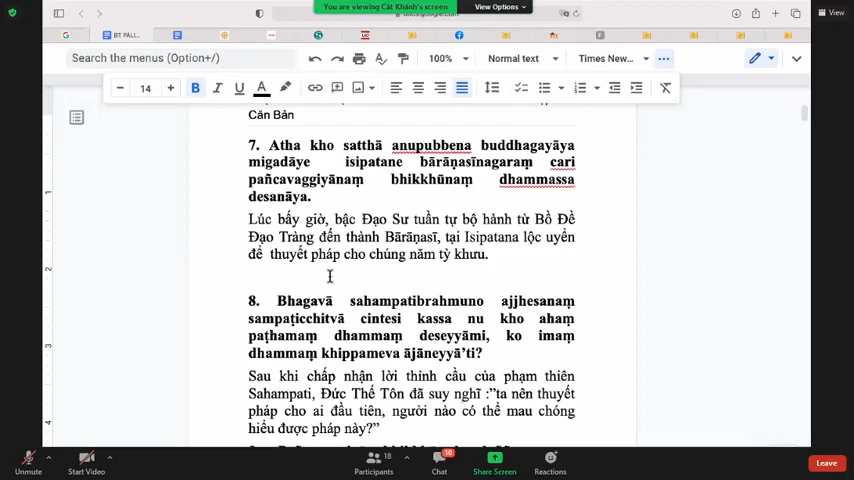 You are viewing Cát Khánh's screen
View Options
View
BT PALI
Search the menus (Option+/)
100%
Normal text
Times New...
14
Căn Bản
7. Atha kho satthā anupubbena buddhagayāya
migadāye isipatane bārāṇasīnagaraṃ cari
pañcavaggiyānaṃ bhikkhūnaṃ dhammassa
desanāya.
Lúc bấy giờ, bậc Đạo Sư tuần tự bộ hành từ Bồ Đề
Đạo Tràng đến thành Bārāṇasī, tại Isipatana lộc uyển
để thuyết pháp cho chúng năm tỳ khưu.
8. Bhagavā sahampatibrahmuno ajjhesanaṃ
sampaṭicchitvā cintesi kassa nu kho ahaṃ
paṭhamaṃ dhammaṃ deseyyāmi, ko imaṃ
dhammaṃ khippameva ājāneyyā'ti?
Sau khi chấp nhận lời thỉnh cầu của phạm thiên
Sahampati, Đức Thế Tôn đã suy nghĩ :"ta nên thuyết
pháp cho ai đầu tiên, người nào có thể mau chóng
hiểu được pháp này?"
Unmute
Start Video
18
Participants
10
Chat
Share Screen
Reactions
Leave